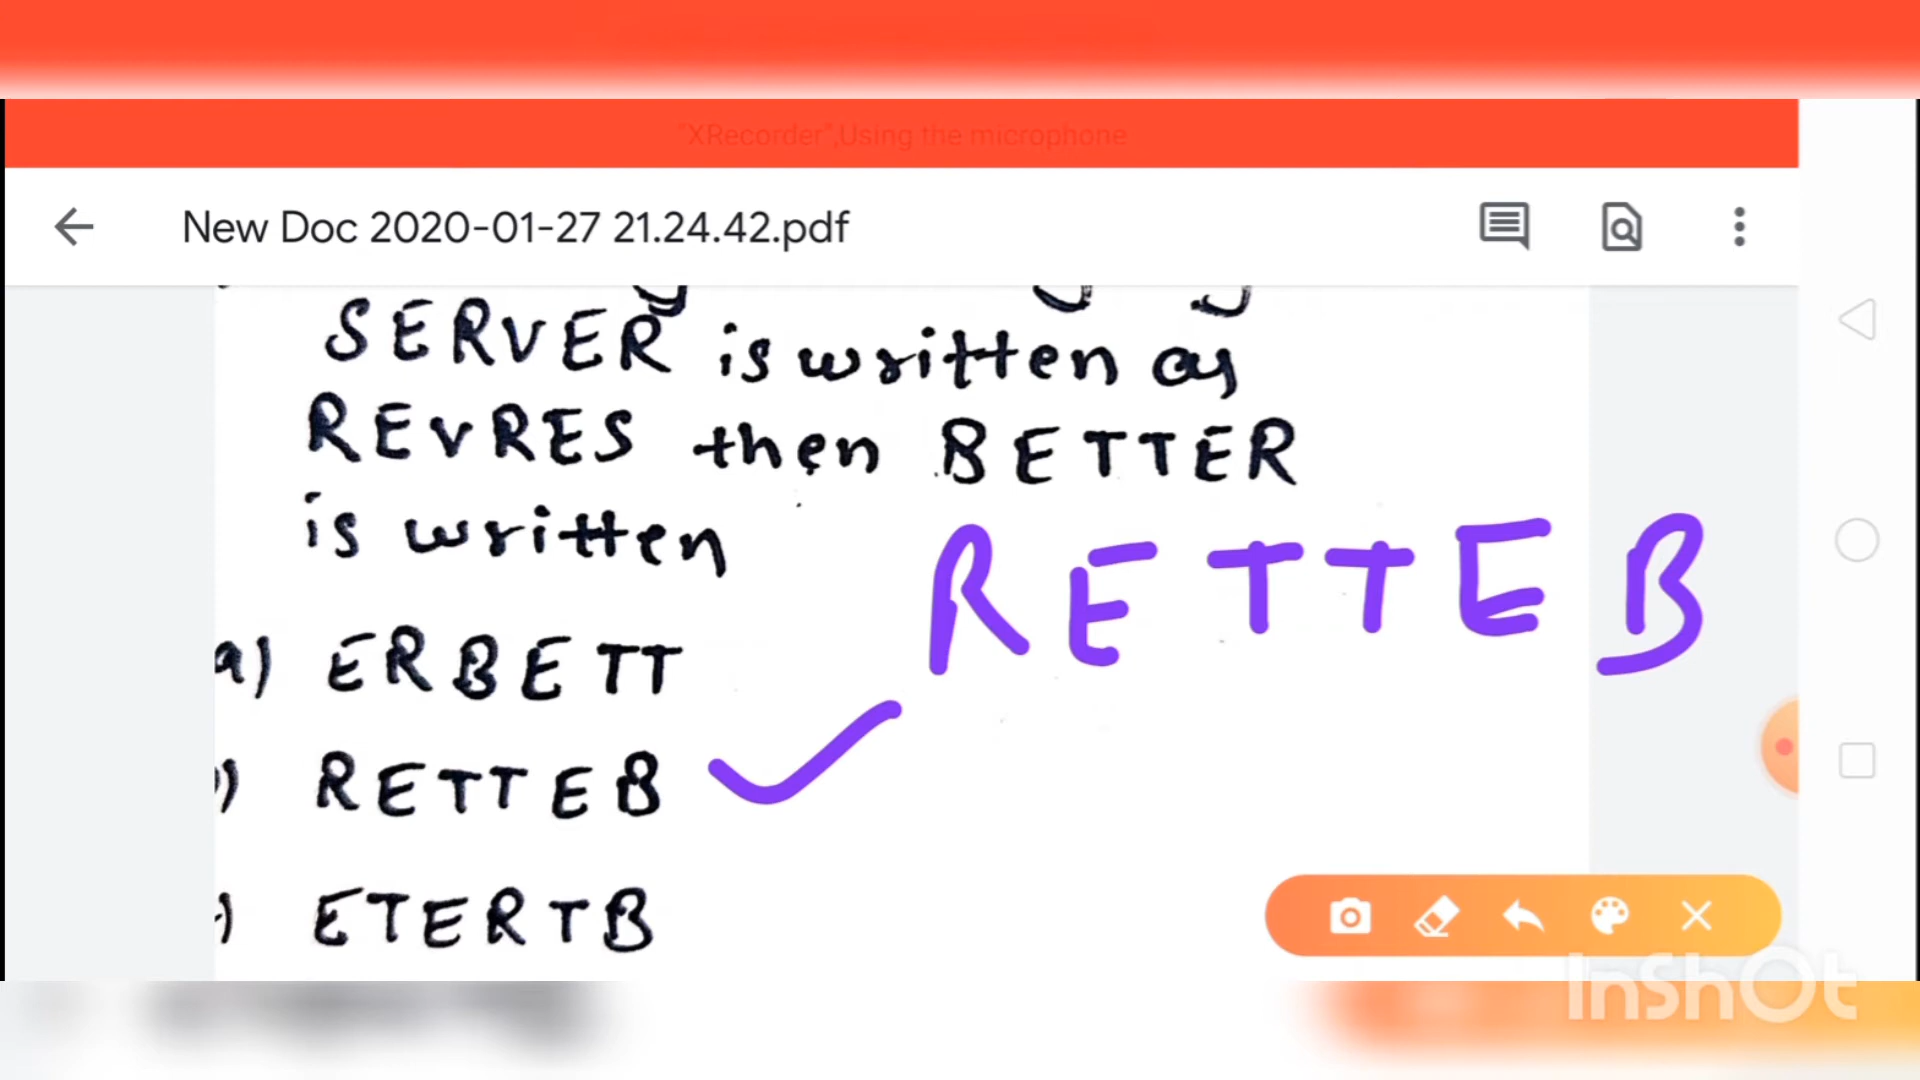 "XRecorder",Using the microphone
New Doc 2020-01-27 21.24.42.pdf
SERVER is written as
REVRES then BETTER
is written
RETTEB
a) ERBETT
) RETTEB
) ETERTB
InShOt